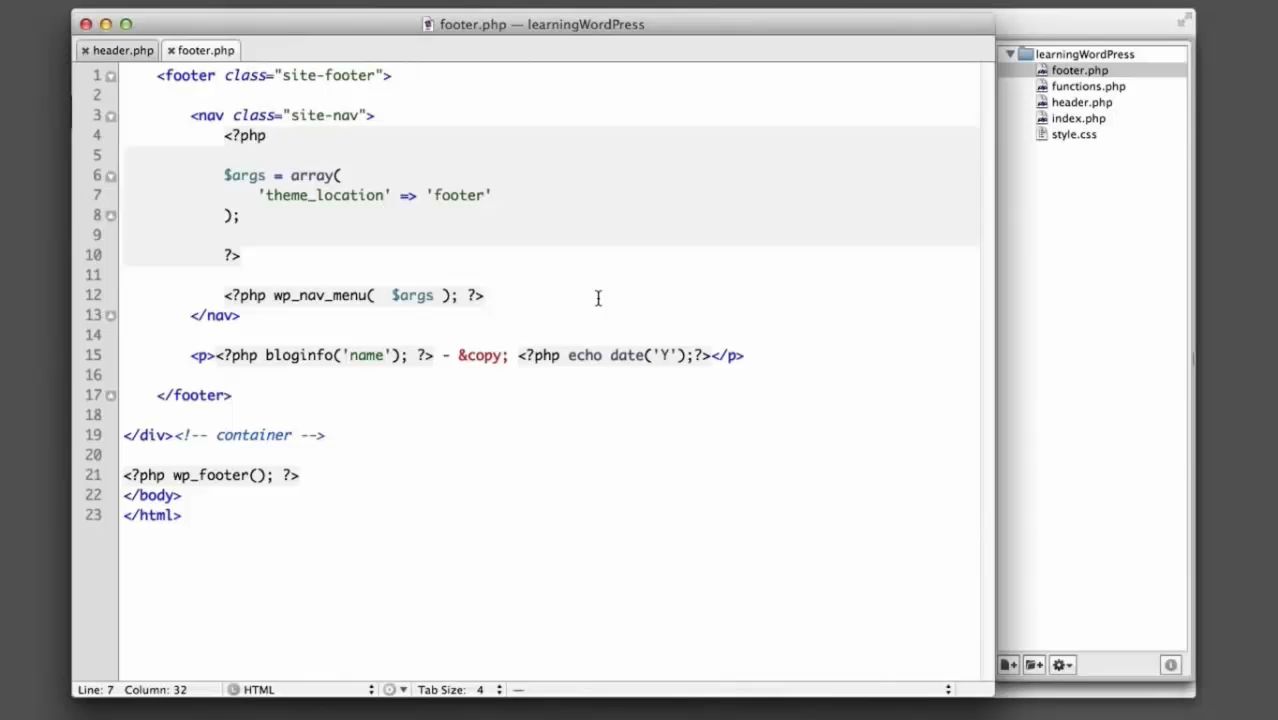 footer.php — learningWordPress
header.php
footer.php
1 <footer class="site-footer">
2
3 <nav class="site-nav">
4 <?php
5
6 $args = array(
7 'theme_location' => 'footer'
8 );
9
10 ?>
11
12 <?php wp_nav_menu(  $args ); ?>
13 </nav>
14
15 <p><?php bloginfo('name'); ?> - &copy; <?php echo date('Y');?></p>
16
17 </footer>
18
19 </div><!-- container -->
20
21 <?php wp_footer(); ?>
22 </body>
23 </html>
Line: 7 Column: 32
HTML
Tab Size: 4
—
learningWordPress
footer.php
functions.php
header.php
index.php
style.css